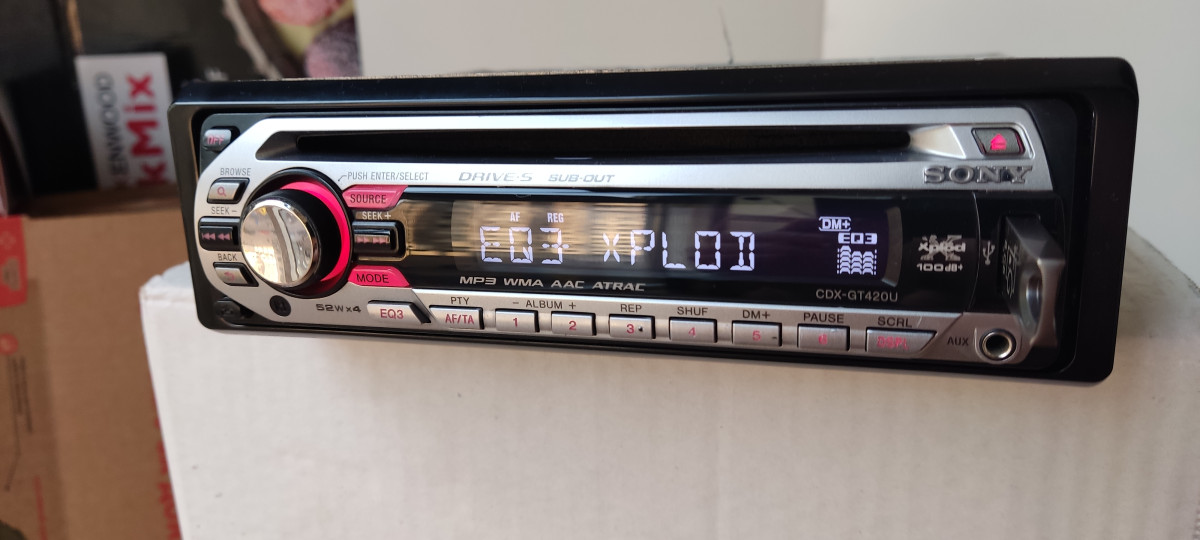 KENWOOD
kMix
OFF
BROWSE
PUSH ENTER/SELECT
DRIVE-S SUB-OUT
SONY
SEEK -
SOURCE
SEEK +
AF REG
DM+
EQ3 XPLOD
EQ3
Xplod
100dB+
BACK
MODE
MP3 WMA AAC ATRAC
CDX-GT420U
52W×4
EQ3
PTY
AF/TA
- ALBUM +
1
2
REP
3
SHUF
4
DM+
5
PAUSE
6
SCRL
DSPL
AUX